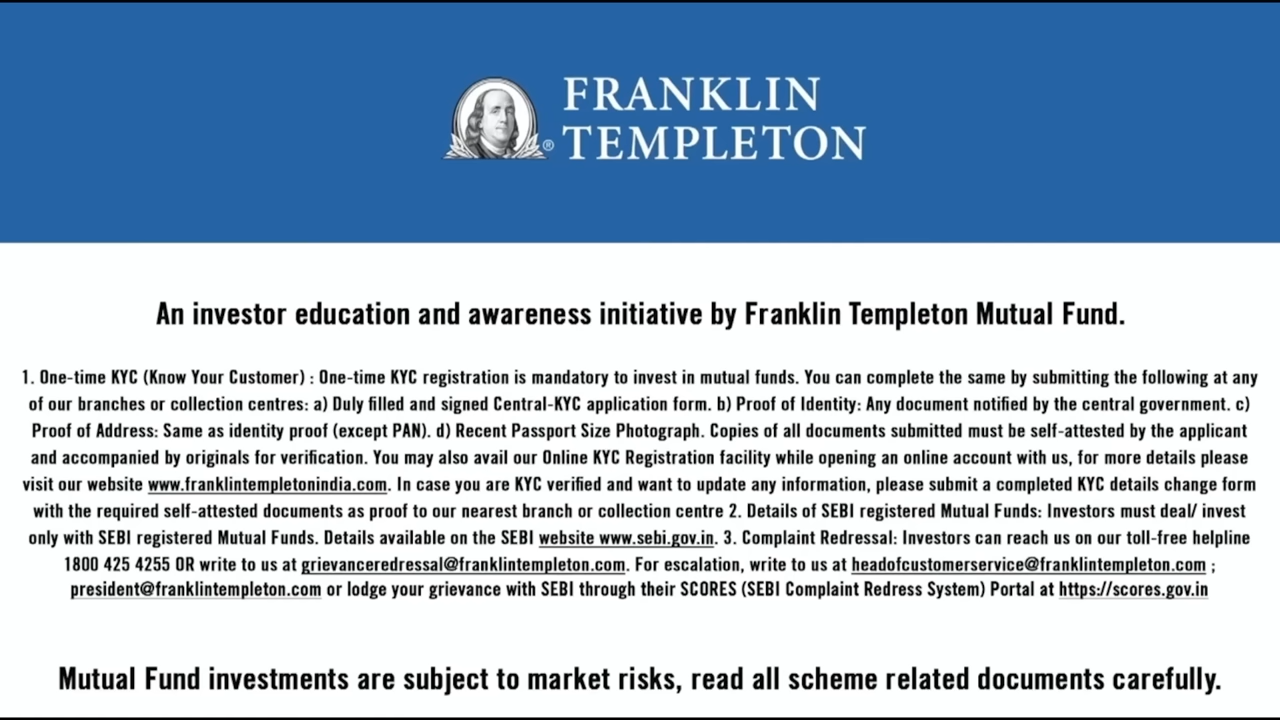 FRANKLIN
TEMPLETON
®
An investor education and awareness initiative by Franklin Templeton Mutual Fund.
1. One-time KYC (Know Your Customer) : One-time KYC registration is mandatory to invest in mutual funds. You can complete the same by submitting the following at any
of our branches or collection centres: a) Duly filled and signed Central-KYC application form. b) Proof of Identity: Any document notified by the central government. c)
Proof of Address: Same as identity proof (except PAN). d) Recent Passport Size Photograph. Copies of all documents submitted must be self-attested by the applicant
and accompanied by originals for verification. You may also avail our Online KYC Registration facility while opening an online account with us, for more details please
visit our website www.franklintempletonindia.com. In case you are KYC verified and want to update any information, please submit a completed KYC details change form
with the required self-attested documents as proof to our nearest branch or collection centre 2. Details of SEBI registered Mutual Funds: Investors must deal/ invest
only with SEBI registered Mutual Funds. Details available on the SEBI website www.sebi.gov.in. 3. Complaint Redressal: Investors can reach us on our toll-free helpline
1800 425 4255 OR write to us at grievanceredressal@franklintempleton.com. For escalation, write to us at headofcustomerservice@franklintempleton.com ;
president@franklintempleton.com or lodge your grievance with SEBI through their SCORES (SEBI Complaint Redress System) Portal at https://scores.gov.in
Mutual Fund investments are subject to market risks, read all scheme related documents carefully.